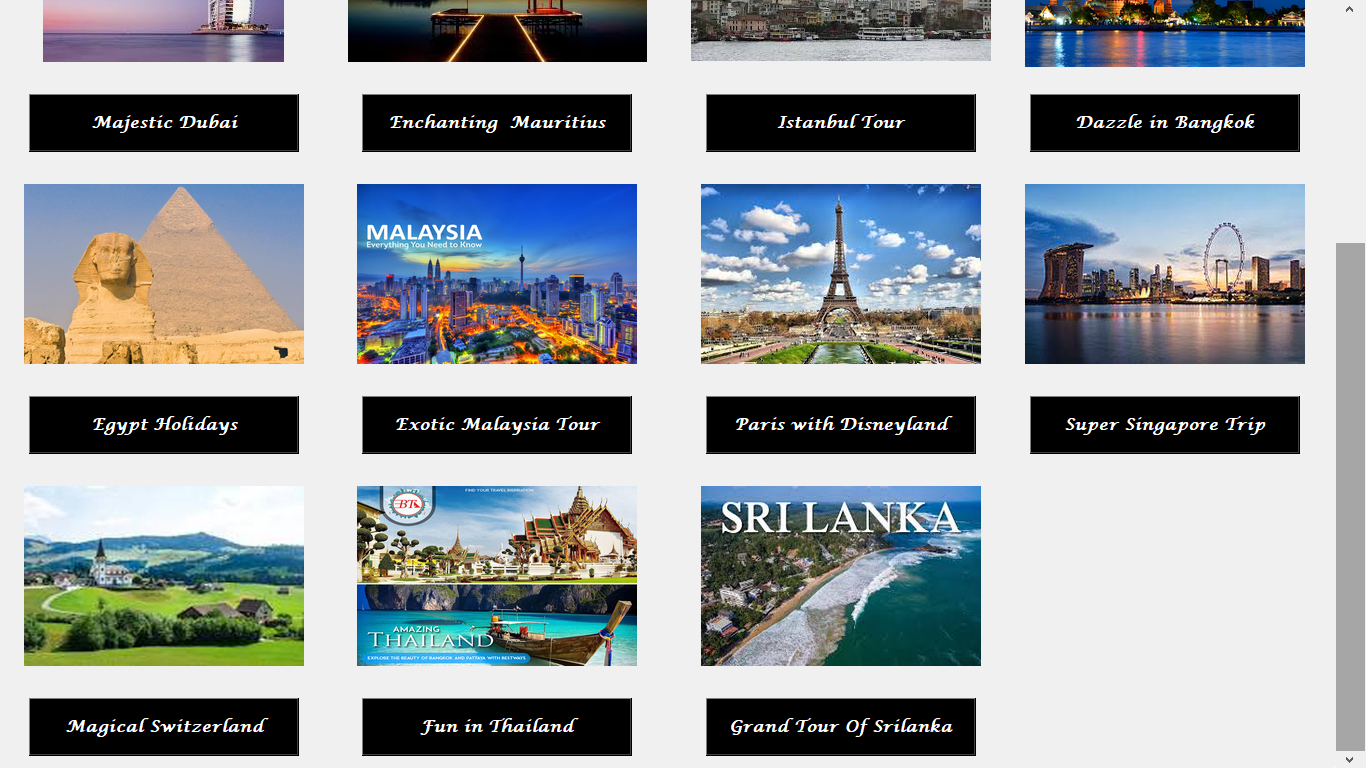 Majestic Dubai
Enchanting  Mauritius
Istanbul Tour
Dazzle in Bangkok
MALAYSIA
Everything You Need to Know
Egypt Holidays
Exotic Malaysia Tour
Paris with Disneyland
Super Singapore Trip
BT
FIND YOUR TRAVEL INSPIRATION
SRI LANKA
AMAZING
THAILAND
EXPLORE THE BEAUTY OF BANGKOK AND PATTAYA WITH BESTWAYS
Magical Switzerland
Fun in Thailand
Grand Tour Of Srilanka